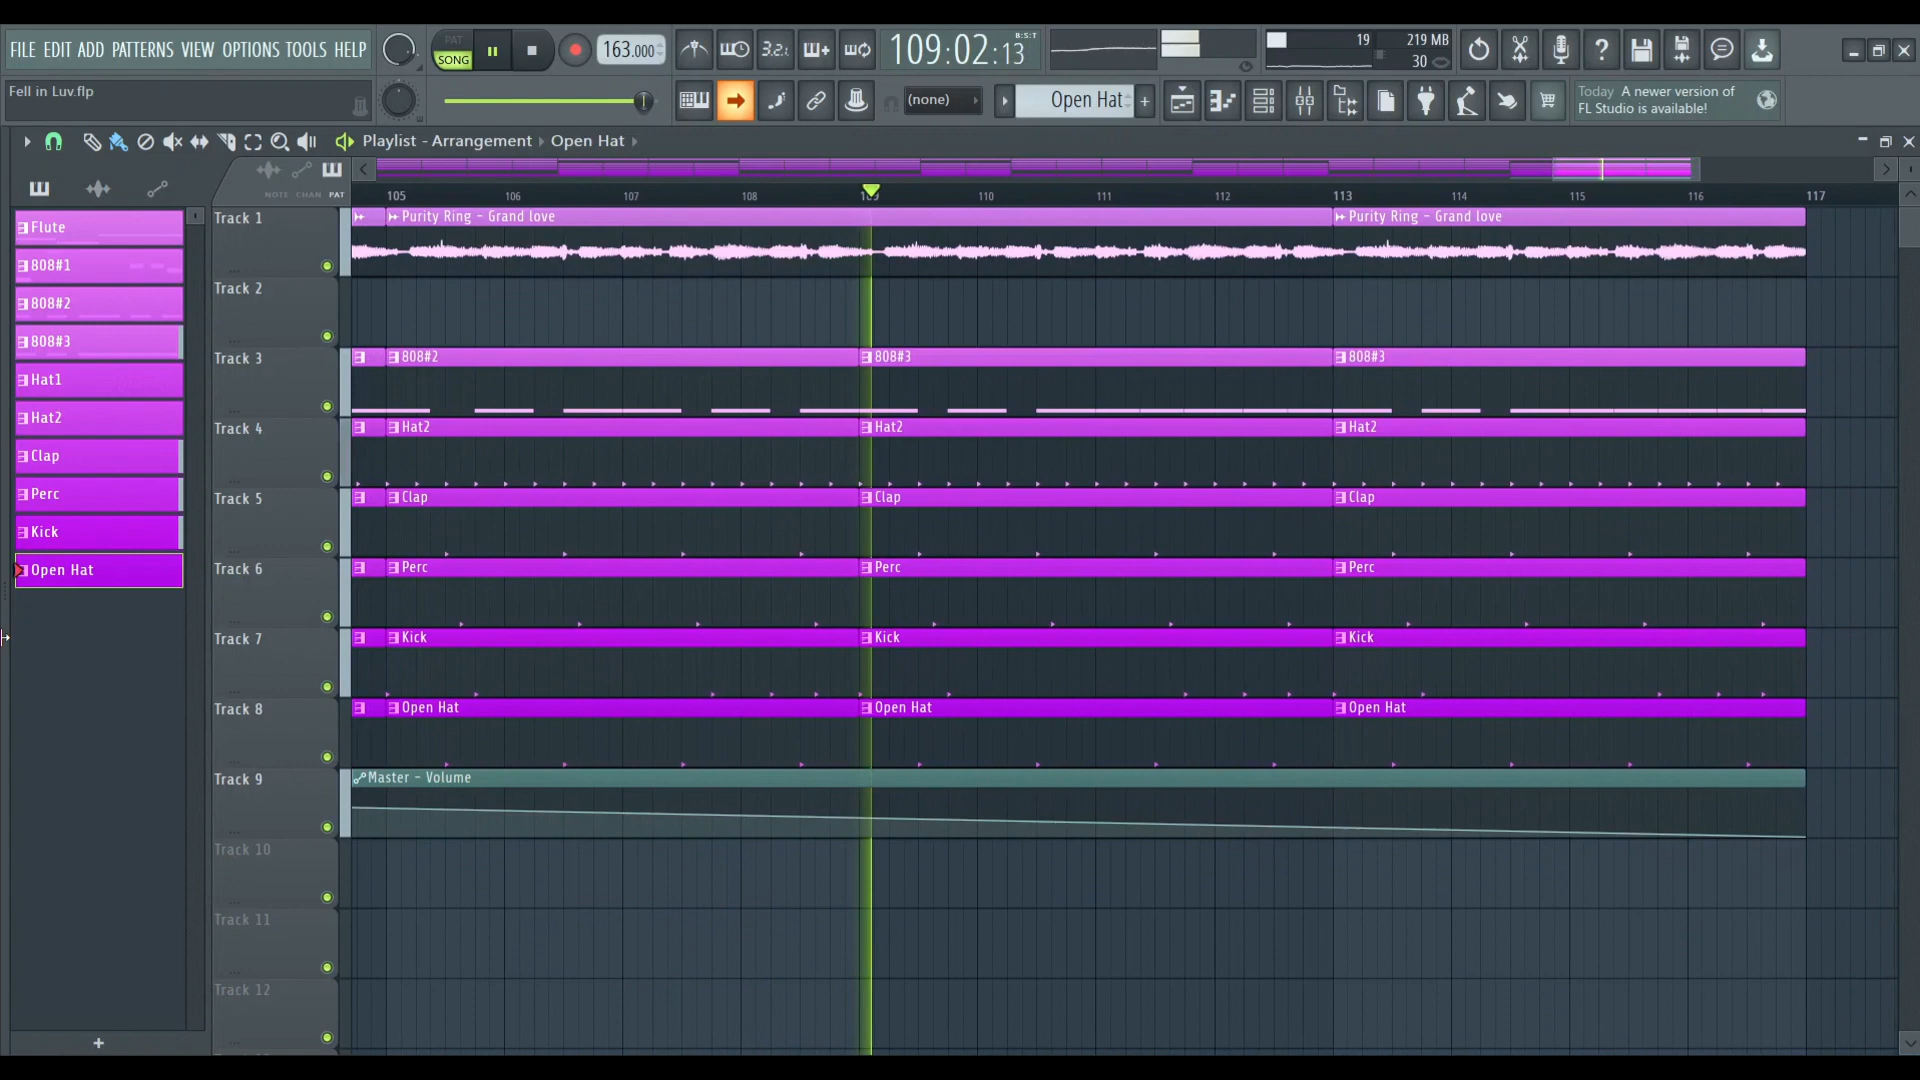 FILE EDIT ADD PATTERNS VIEW OPTIONS TOOLS HELP
PAT
SONG
163.000
3.2.
109:02:13
B:S:T
19
219 MB
30
Fell in Luv.flp
(none)
Open Hat
+
Today A newer version of
FL Studio is available!
Playlist - Arrangement › Open Hat ›
NOTE CHAN PAT
105 106 107 108 109 110 111 112 113 114 115 116 117
Flute
808#1
808#2
808#3
Hat1
Hat2
Clap
Perc
Kick
Open Hat
+
Track 1
Purity Ring - Grand love
Purity Ring - Grand love
Track 2
Track 3
808#2
808#3
808#3
Track 4
Hat2
Hat2
Hat2
Track 5
Clap
Clap
Clap
Track 6
Perc
Perc
Perc
Track 7
Kick
Kick
Kick
Track 8
Open Hat
Open Hat
Open Hat
Track 9
Master - Volume
Track 10
Track 11
Track 12